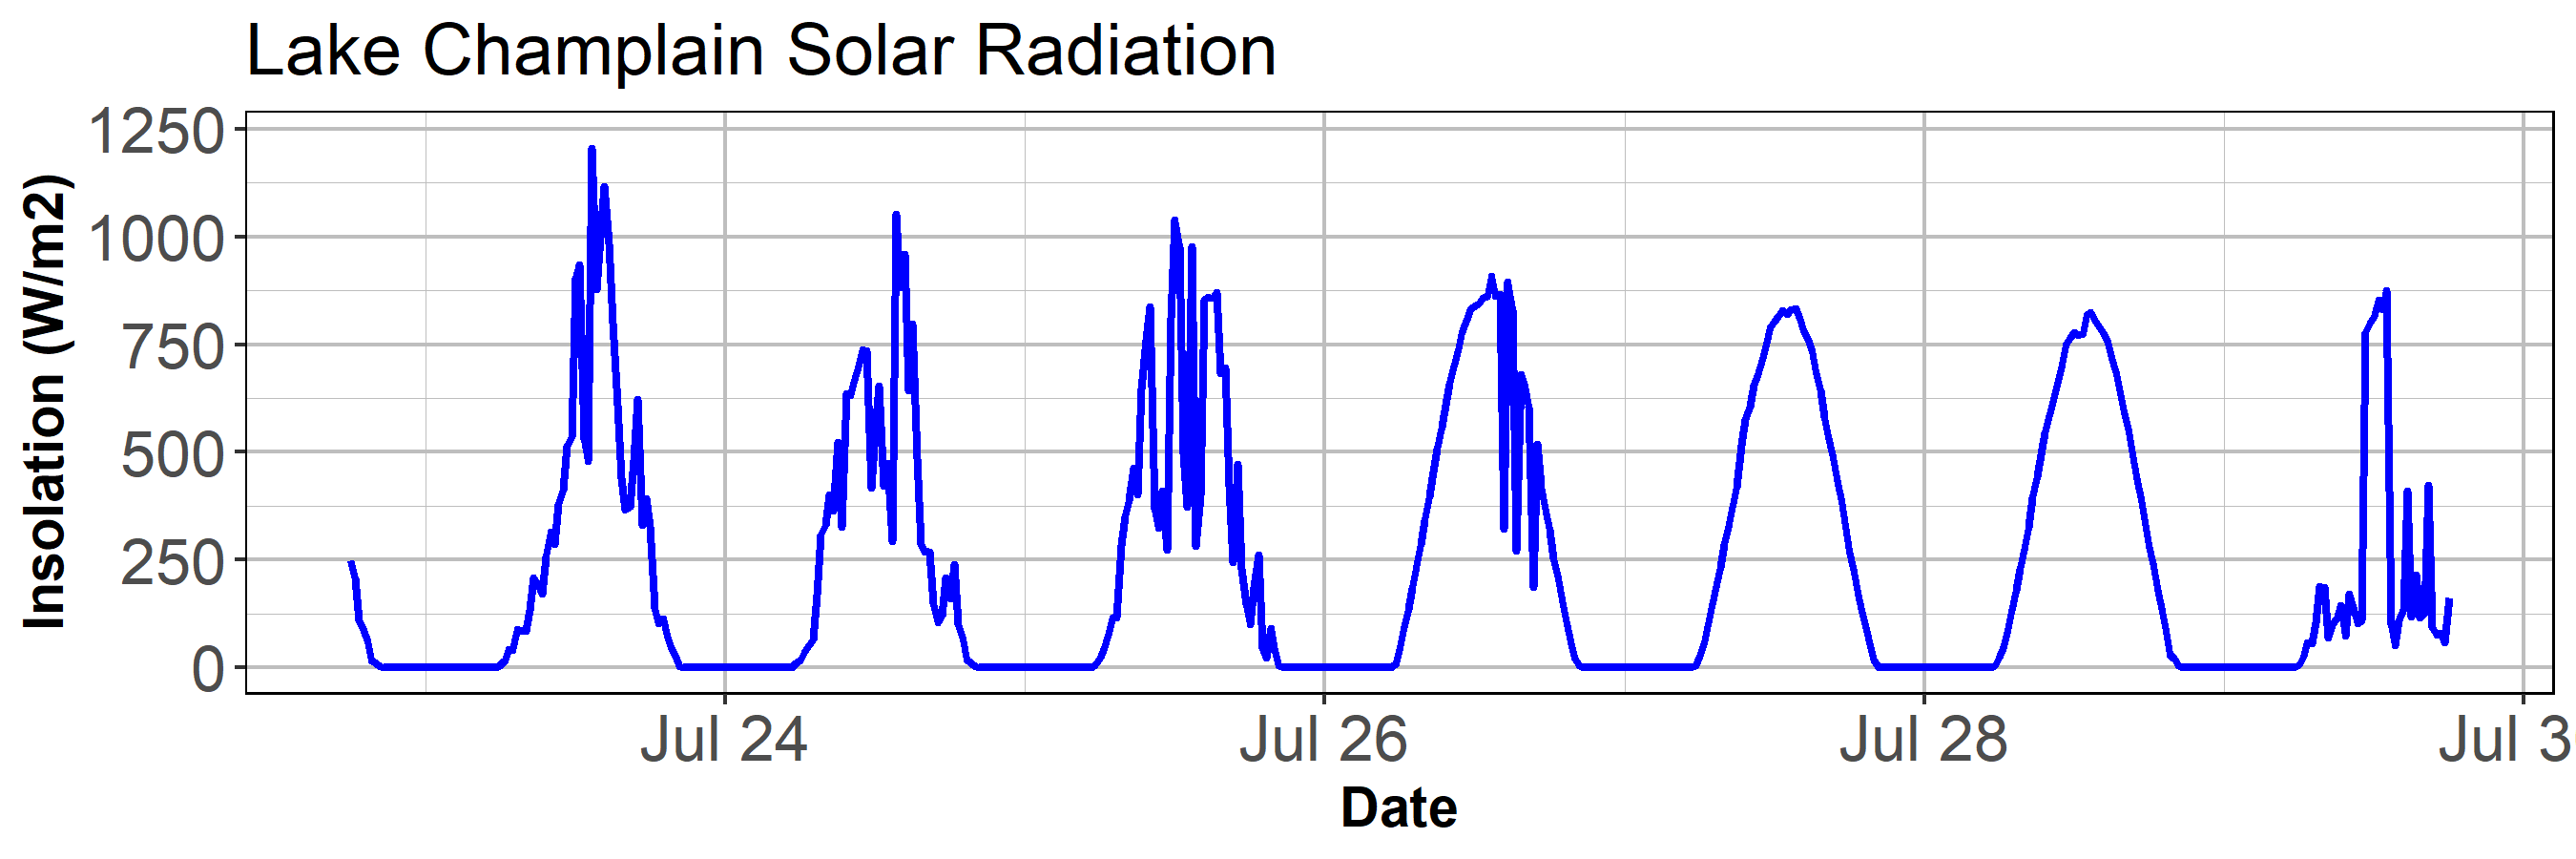 Lake Champlain Solar Radiation
1250
1000
750
500
250
0
Insolation (W/m2)
Jul 24 Jul 26 Jul 28 Jul 3
Date